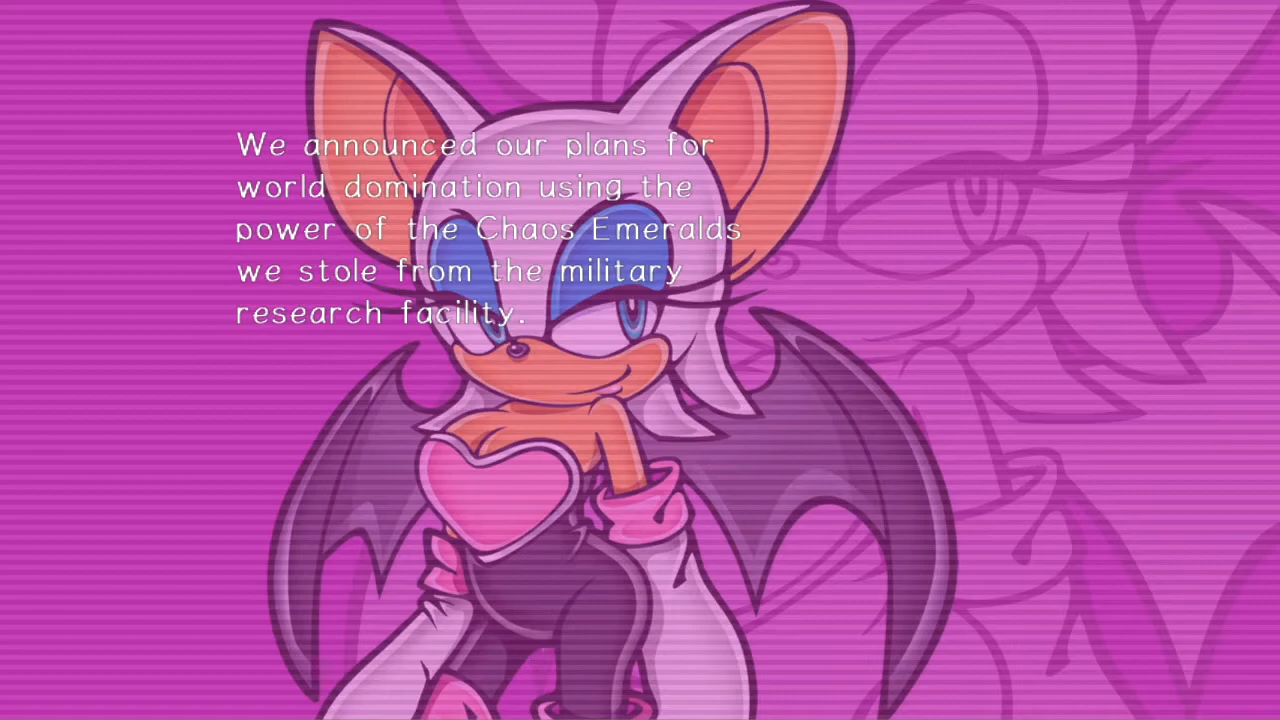 We announced our plans for
world domination using the
power of the Chaos Emeralds
we stole from the military
research facility.